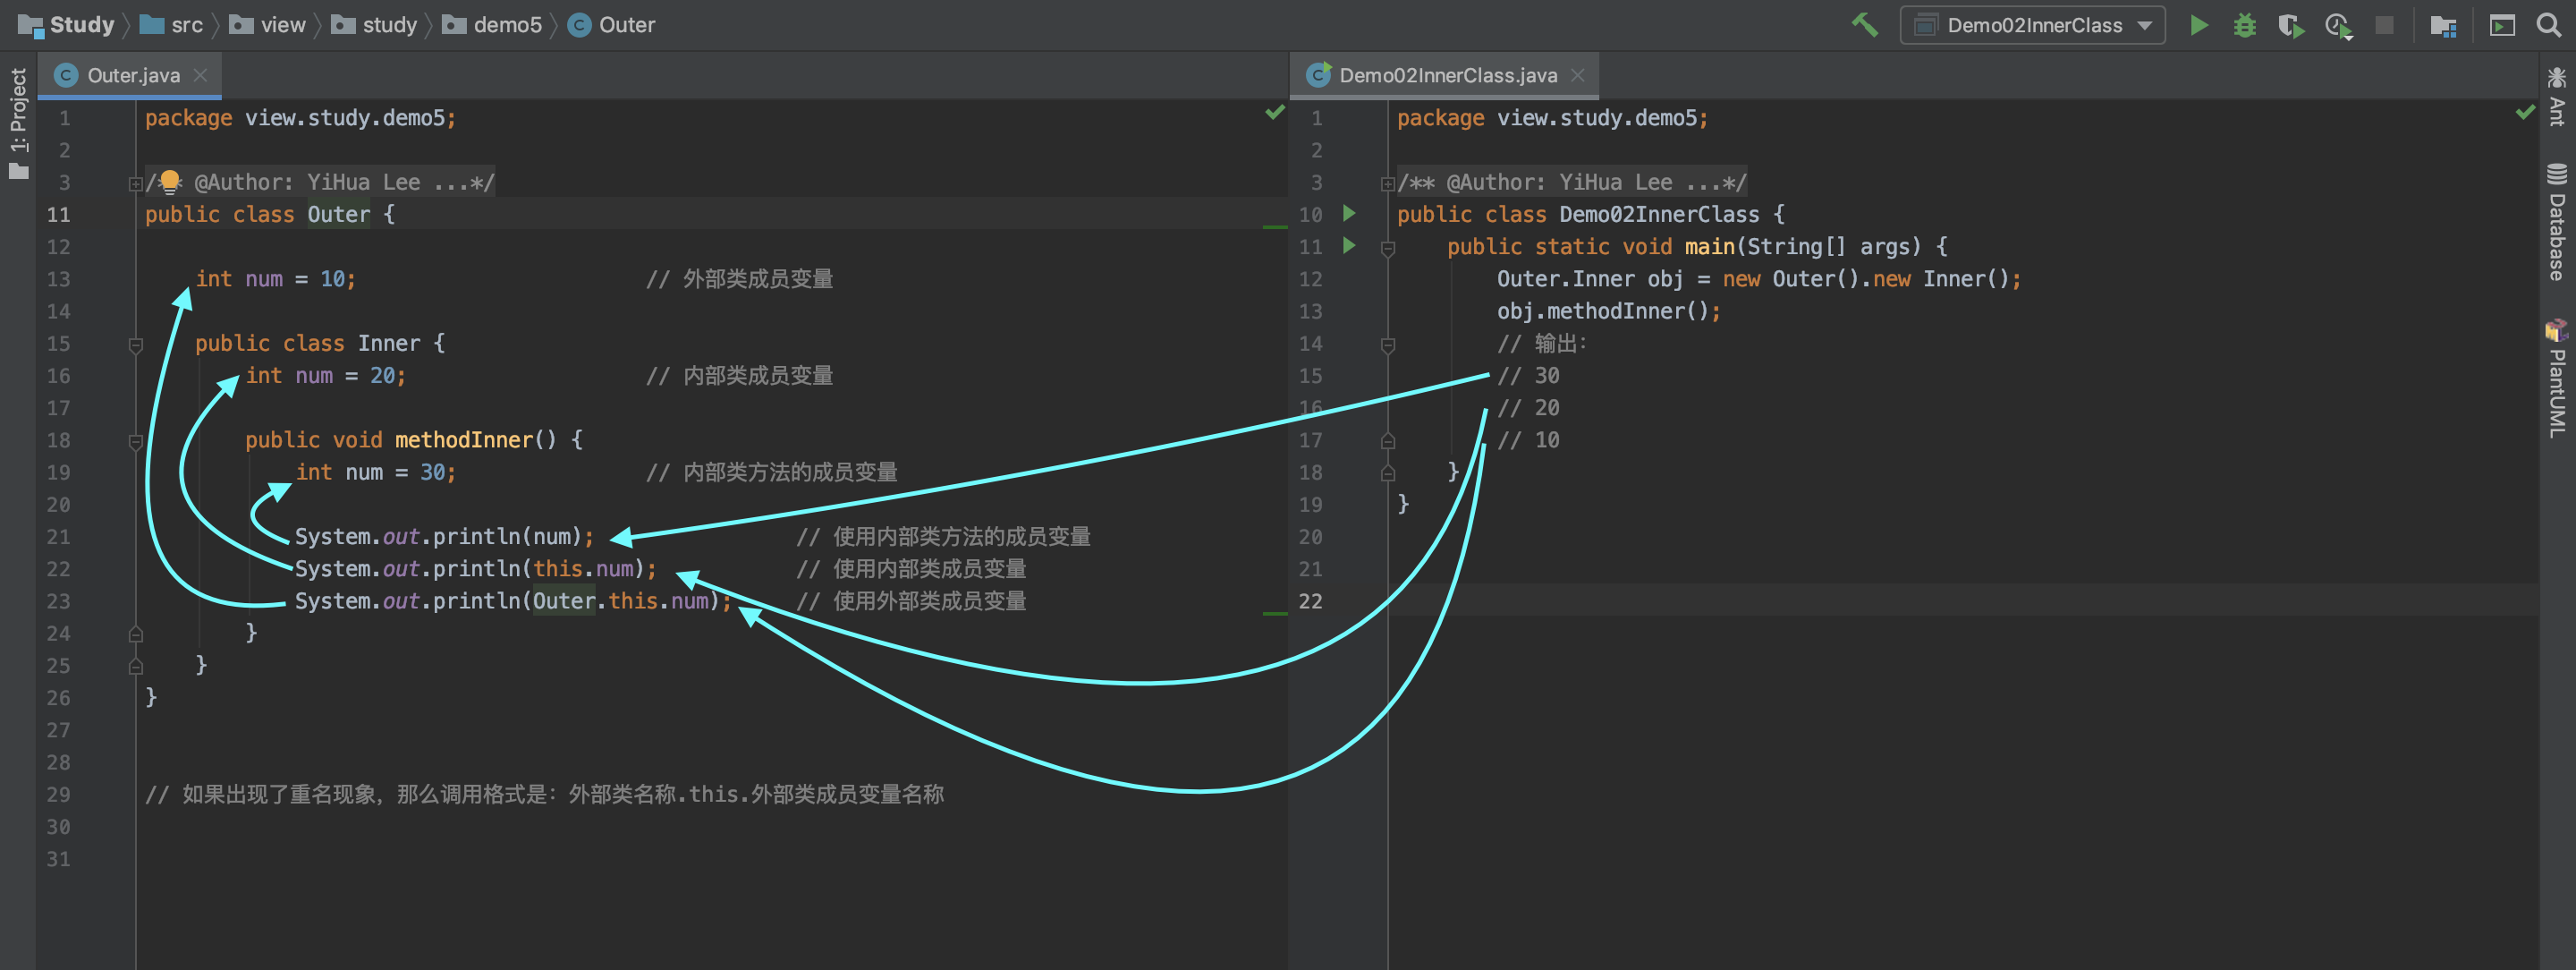 Study src view study demo5 Outer
Demo02InnerClass
1: Project
Outer.java
1 package view.study.demo5;
2
3 /** @Author: YiHua Lee ...*/
11 public class Outer {
12
13 int num = 10; // 外部类成员变量
14
15 public class Inner {
16 int num = 20; // 内部类成员变量
17
18 public void methodInner() {
19 int num = 30; // 内部类方法的成员变量
20
21 System.out.println(num); // 使用内部类方法的成员变量
22 System.out.println(this.num); // 使用内部类成员变量
23 System.out.println(Outer.this.num); // 使用外部类成员变量
24 }
25 }
26 }
27
28
29 // 如果出现了重名现象，那么调用格式是：外部类名称.this.外部类成员变量名称
30
31
Demo02InnerClass.java
1 package view.study.demo5;
2
3 /** @Author: YiHua Lee ...*/
10 public class Demo02InnerClass {
11 public static void main(String[] args) {
12 Outer.Inner obj = new Outer().new Inner();
13 obj.methodInner();
14 // 输出：
15 // 30
16 // 20
17 // 10
18 }
19 }
20
21
22
Ant
Database
PlantUML